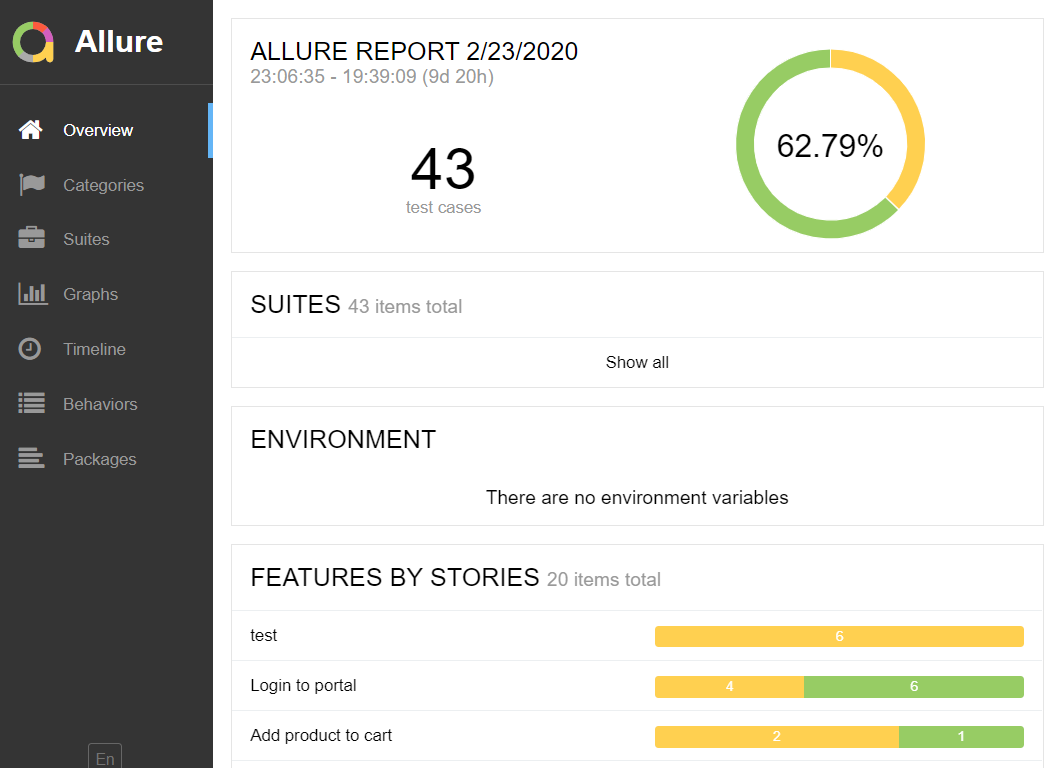 Allure
Overview
Categories
Suites
Graphs
Timeline
Behaviors
Packages
En
ALLURE REPORT 2/23/2020
23:06:35 - 19:39:09 (9d 20h)
43
test cases
62.79%
SUITES 43 items total
Show all
ENVIRONMENT
There are no environment variables
FEATURES BY STORIES 20 items total
test 6
Login to portal 4 6
Add product to cart 2 1